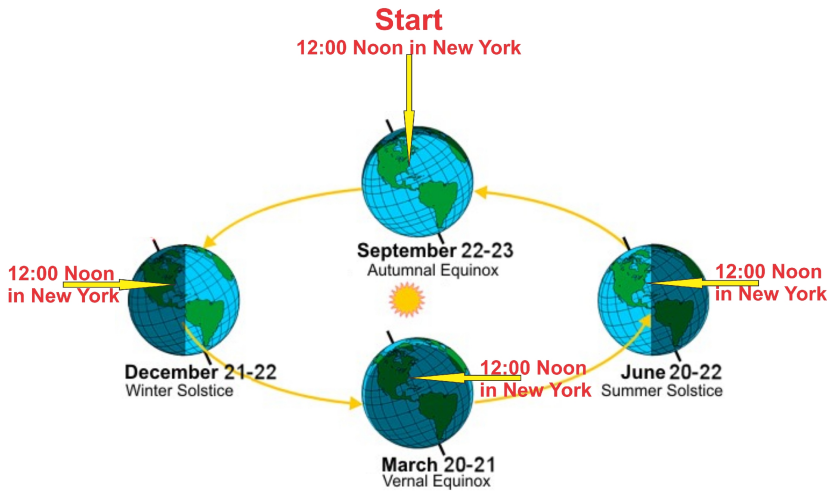 Start
12:00 Noon in New York
September 22-23
Autumnal Equinox
12:00 Noon
in New York
12:00 Noon
in New York
December 21-22
Winter Solstice
12:00 Noon
in New York
June 20-22
Summer Solstice
March 20-21
Vernal Equinox